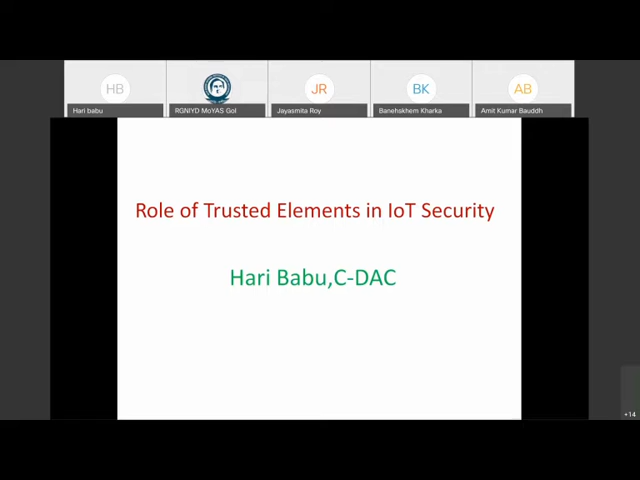 HB
JR
BK
AB
Hari babu
RGNIYD MoYAS GoI
Jayasmita Roy
Banehskhem Kharka
Amit Kumar Bauddh
Role of Trusted Elements in IoT Security
Hari Babu,C-DAC
+14